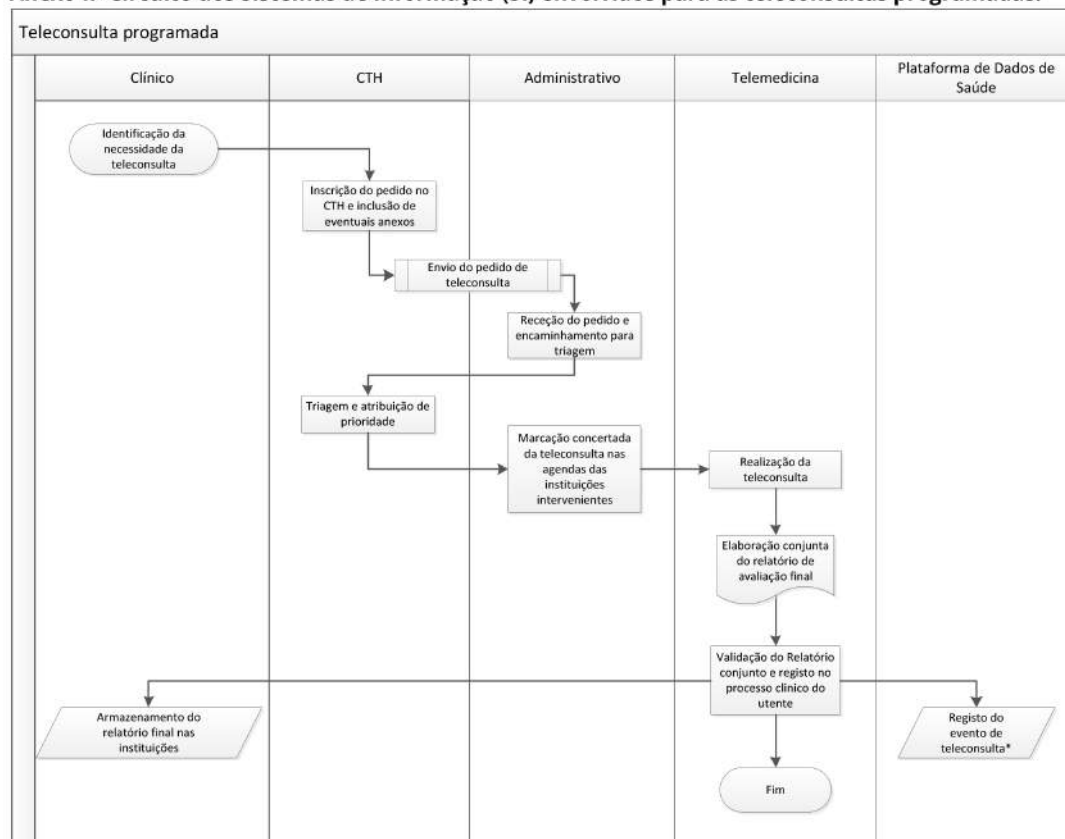 Teleconsulta programada
Clínico
CTH
Administrativo
Telemedicina
Plataforma de Dados de
Saúde
Identificação da
necessidade da
teleconsulta
Inscrição do pedido no
CTH e inclusão de
eventuais anexos
Envio do pedido de
teleconsulta
Receção do pedido e
encaminhamento para
triagem
Triagem e atribuição de
prioridade
Marcação concertada
da teleconsulta nas
agendas das
instituições
intervenientes
Realização da
teleconsulta
Elaboração conjunta
do relatório de
avaliação final
Validação do Relatório
conjunto e registo no
processo clinico do
utente
Armazenamento do
relatório final nas
instituições
Registo do
evento de
teleconsulta*
Fim